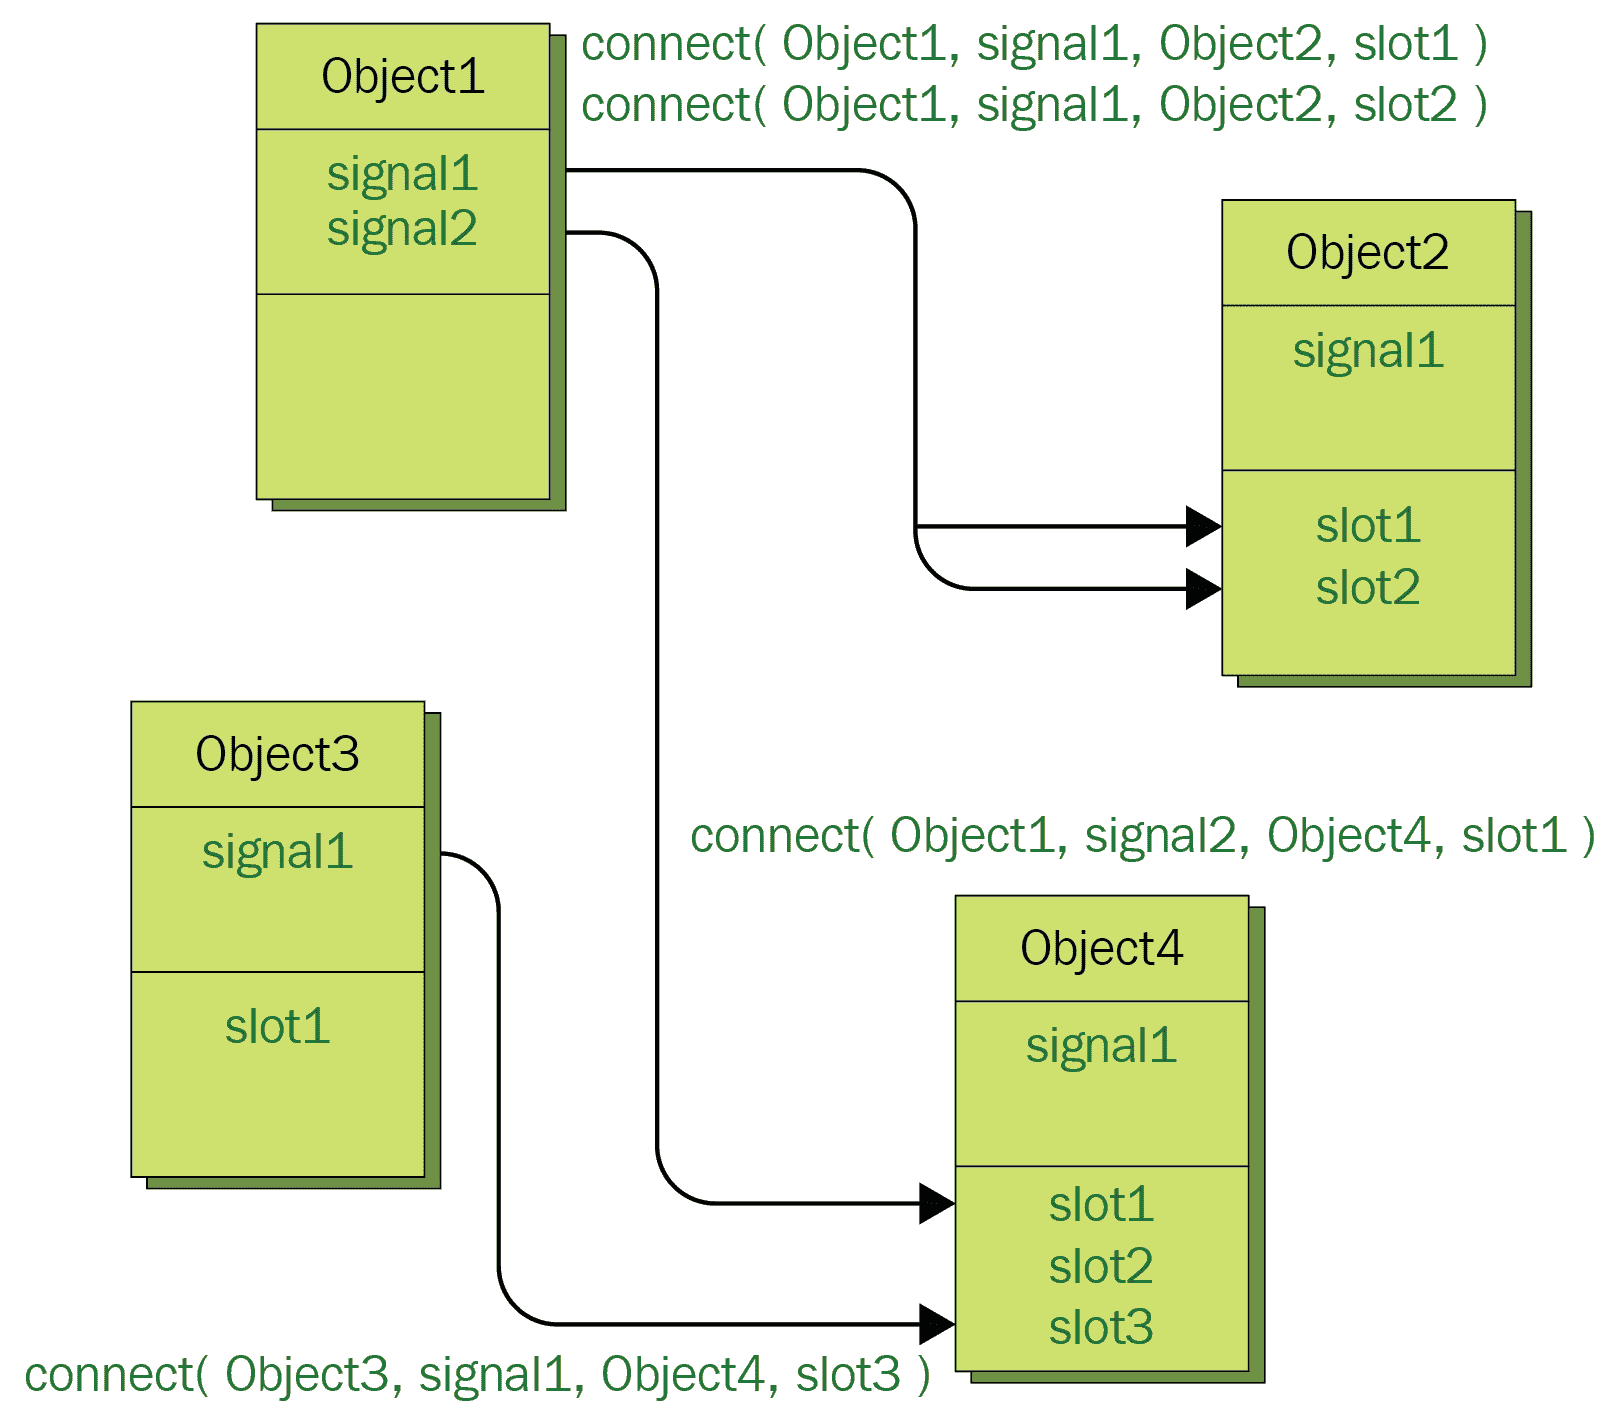 Object1
signal1
signal2
connect( Object1, signal1, Object2, slot1 )
connect( Object1, signal1, Object2, slot2 )
Object2
signal1
slot1
slot2
Object3
signal1
slot1
connect( Object1, signal2, Object4, slot1 )
Object4
signal1
slot1
slot2
slot3
connect( Object3, signal1, Object4, slot3 )